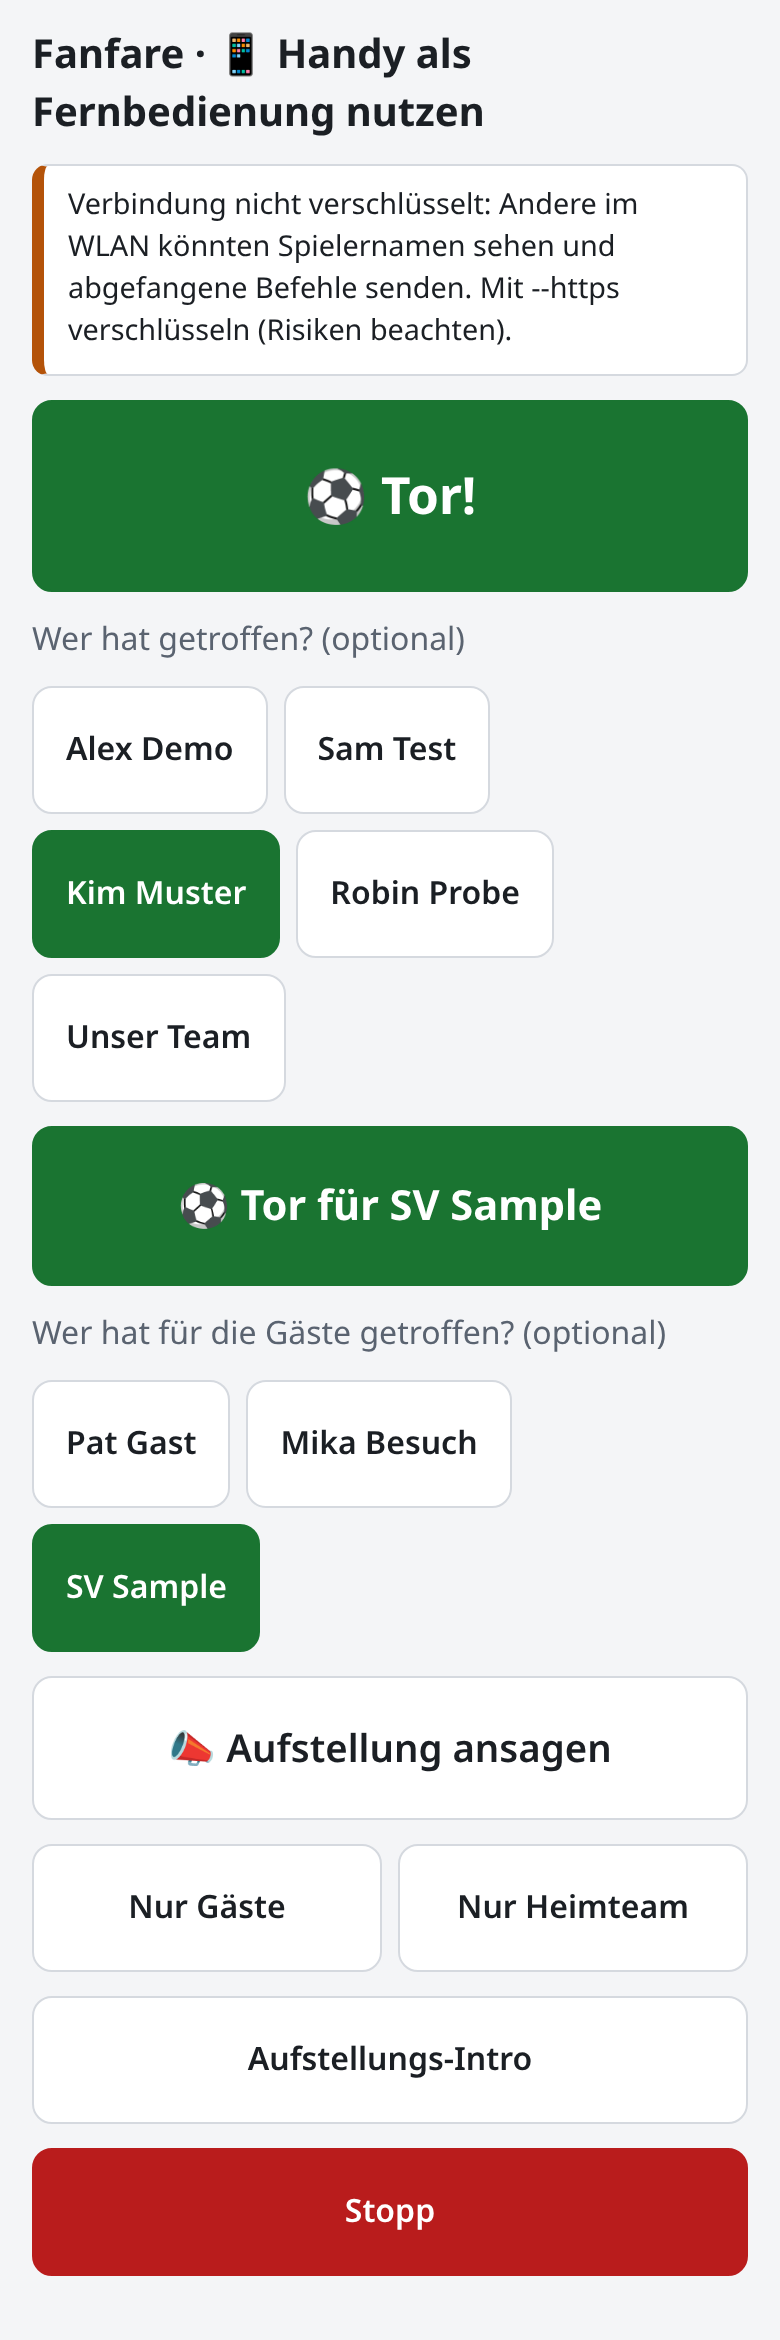 Fanfare · 📱 Handy als
Fernbedienung nutzen
Verbindung nicht verschlüsselt: Andere im
WLAN könnten Spielernamen sehen und
abgefangene Befehle senden. Mit --https
verschlüsseln (Risiken beachten).
⚽ Tor!
Wer hat getroffen? (optional)
Alex Demo
Sam Test
Kim Muster
Robin Probe
Unser Team
⚽ Tor für SV Sample
Wer hat für die Gäste getroffen? (optional)
Pat Gast
Mika Besuch
SV Sample
📣 Aufstellung ansagen
Nur Gäste
Nur Heimteam
Aufstellungs-Intro
Stopp